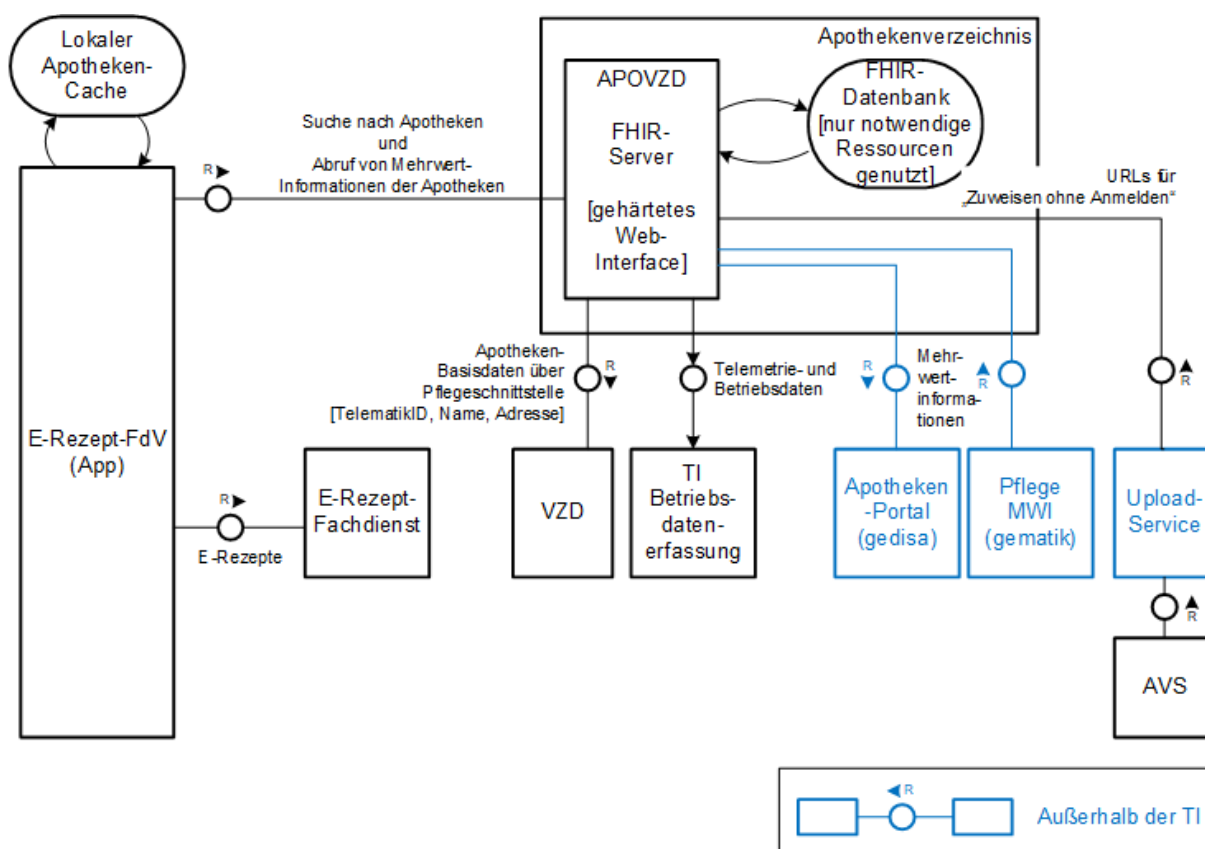 Lokaler
Apotheken-
Cache
Apothekenverzeichnis
APOVZD
FHIR-
Server
[gehärtetes
Web-
Interface]
FHIR-
Datenbank
[nur notwendige
Ressourcen
genutzt]
Suche nach Apotheken
und
Abruf von Mehrwert-
Informationen der Apotheken
R
URLs für
„Zuweisen ohne Anmelden“
E-Rezept-FdV
(App)
R
E-Rezepte
E-Rezept-
Fachdienst
Apotheken-
Basisdaten über
Pflegeschnittstelle
[TelematikID, Name, Adresse]
R
Telemetrie- und
Betriebsdaten
R
Mehr-
wert-
informa-
tionen
R
R
VZD
TI
Betriebs-
daten-
erfassung
Apotheken
-Portal
(gedisa)
Pflege
MWI
(gematik)
Upload-
Service
R
AVS
R
Außerhalb der TI